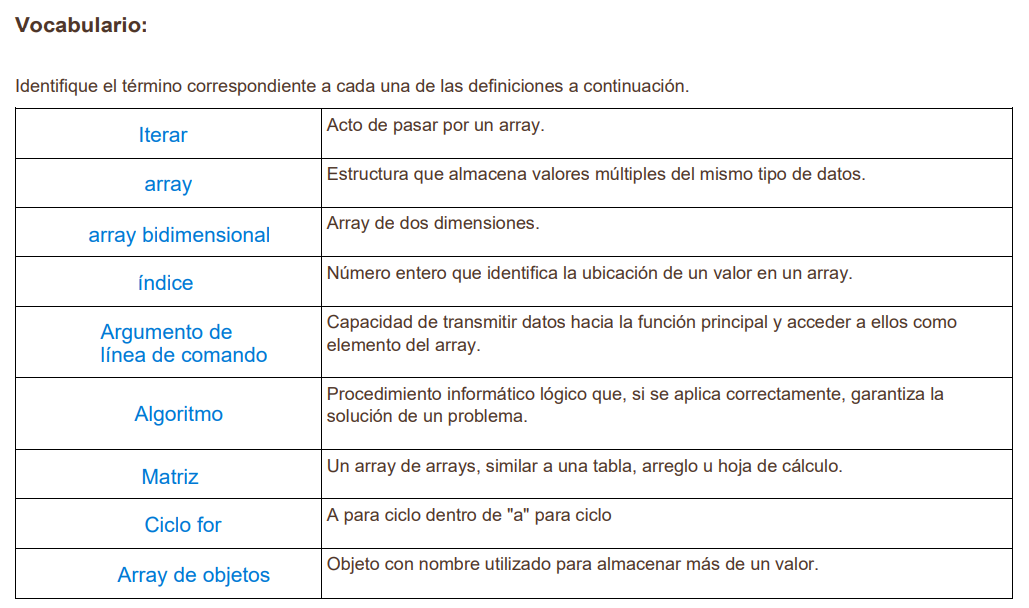 Vocabulario:
Identifique el término correspondiente a cada una de las definiciones a continuación.
Iterar
Acto de pasar por un array.
array
Estructura que almacena valores múltiples del mismo tipo de datos.
array bidimensional
Array de dos dimensiones.
índice
Número entero que identifica la ubicación de un valor en un array.
Argumento de
línea de comando
Capacidad de transmitir datos hacia la función principal y acceder a ellos como
elemento del array.
Algoritmo
Procedimiento informático lógico que, si se aplica correctamente, garantiza la
solución de un problema.
Matriz
Un array de arrays, similar a una tabla, arreglo u hoja de cálculo.
Ciclo for
A para ciclo dentro de "a" para ciclo
Array de objetos
Objeto con nombre utilizado para almacenar más de un valor.